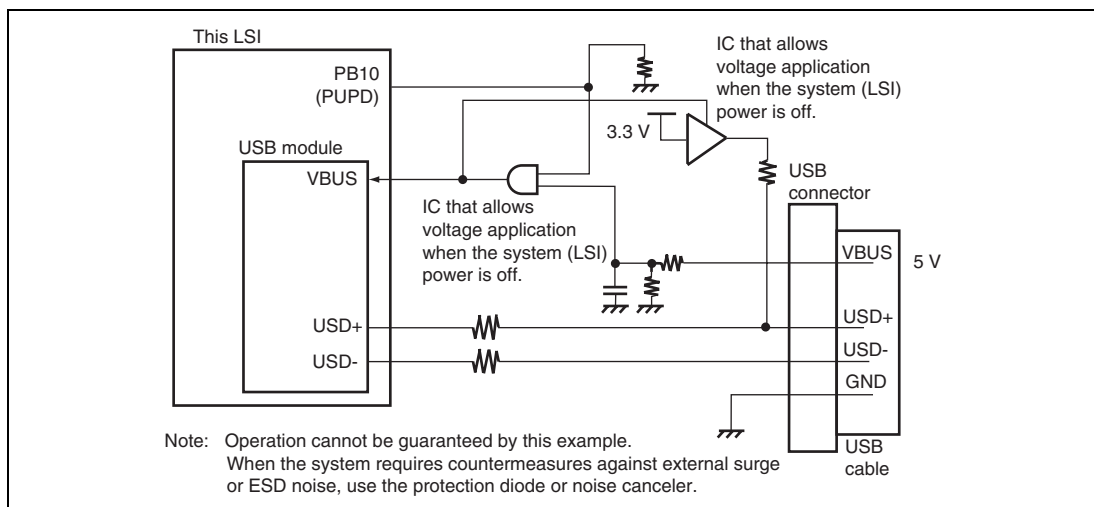 This LSI
PB10
(PUPD)
USB module
VBUS
IC that allows
voltage application
when the system (LSI)
power is off.
3.3 V
IC that allows
voltage application
when the system (LSI)
power is off.
USB
connector
VBUS
5 V
USD+
USD-
USD+
USD-
GND
USB
cable
Note: Operation cannot be guaranteed by this example.
When the system requires countermeasures against external surge
or ESD noise, use the protection diode or noise canceler.